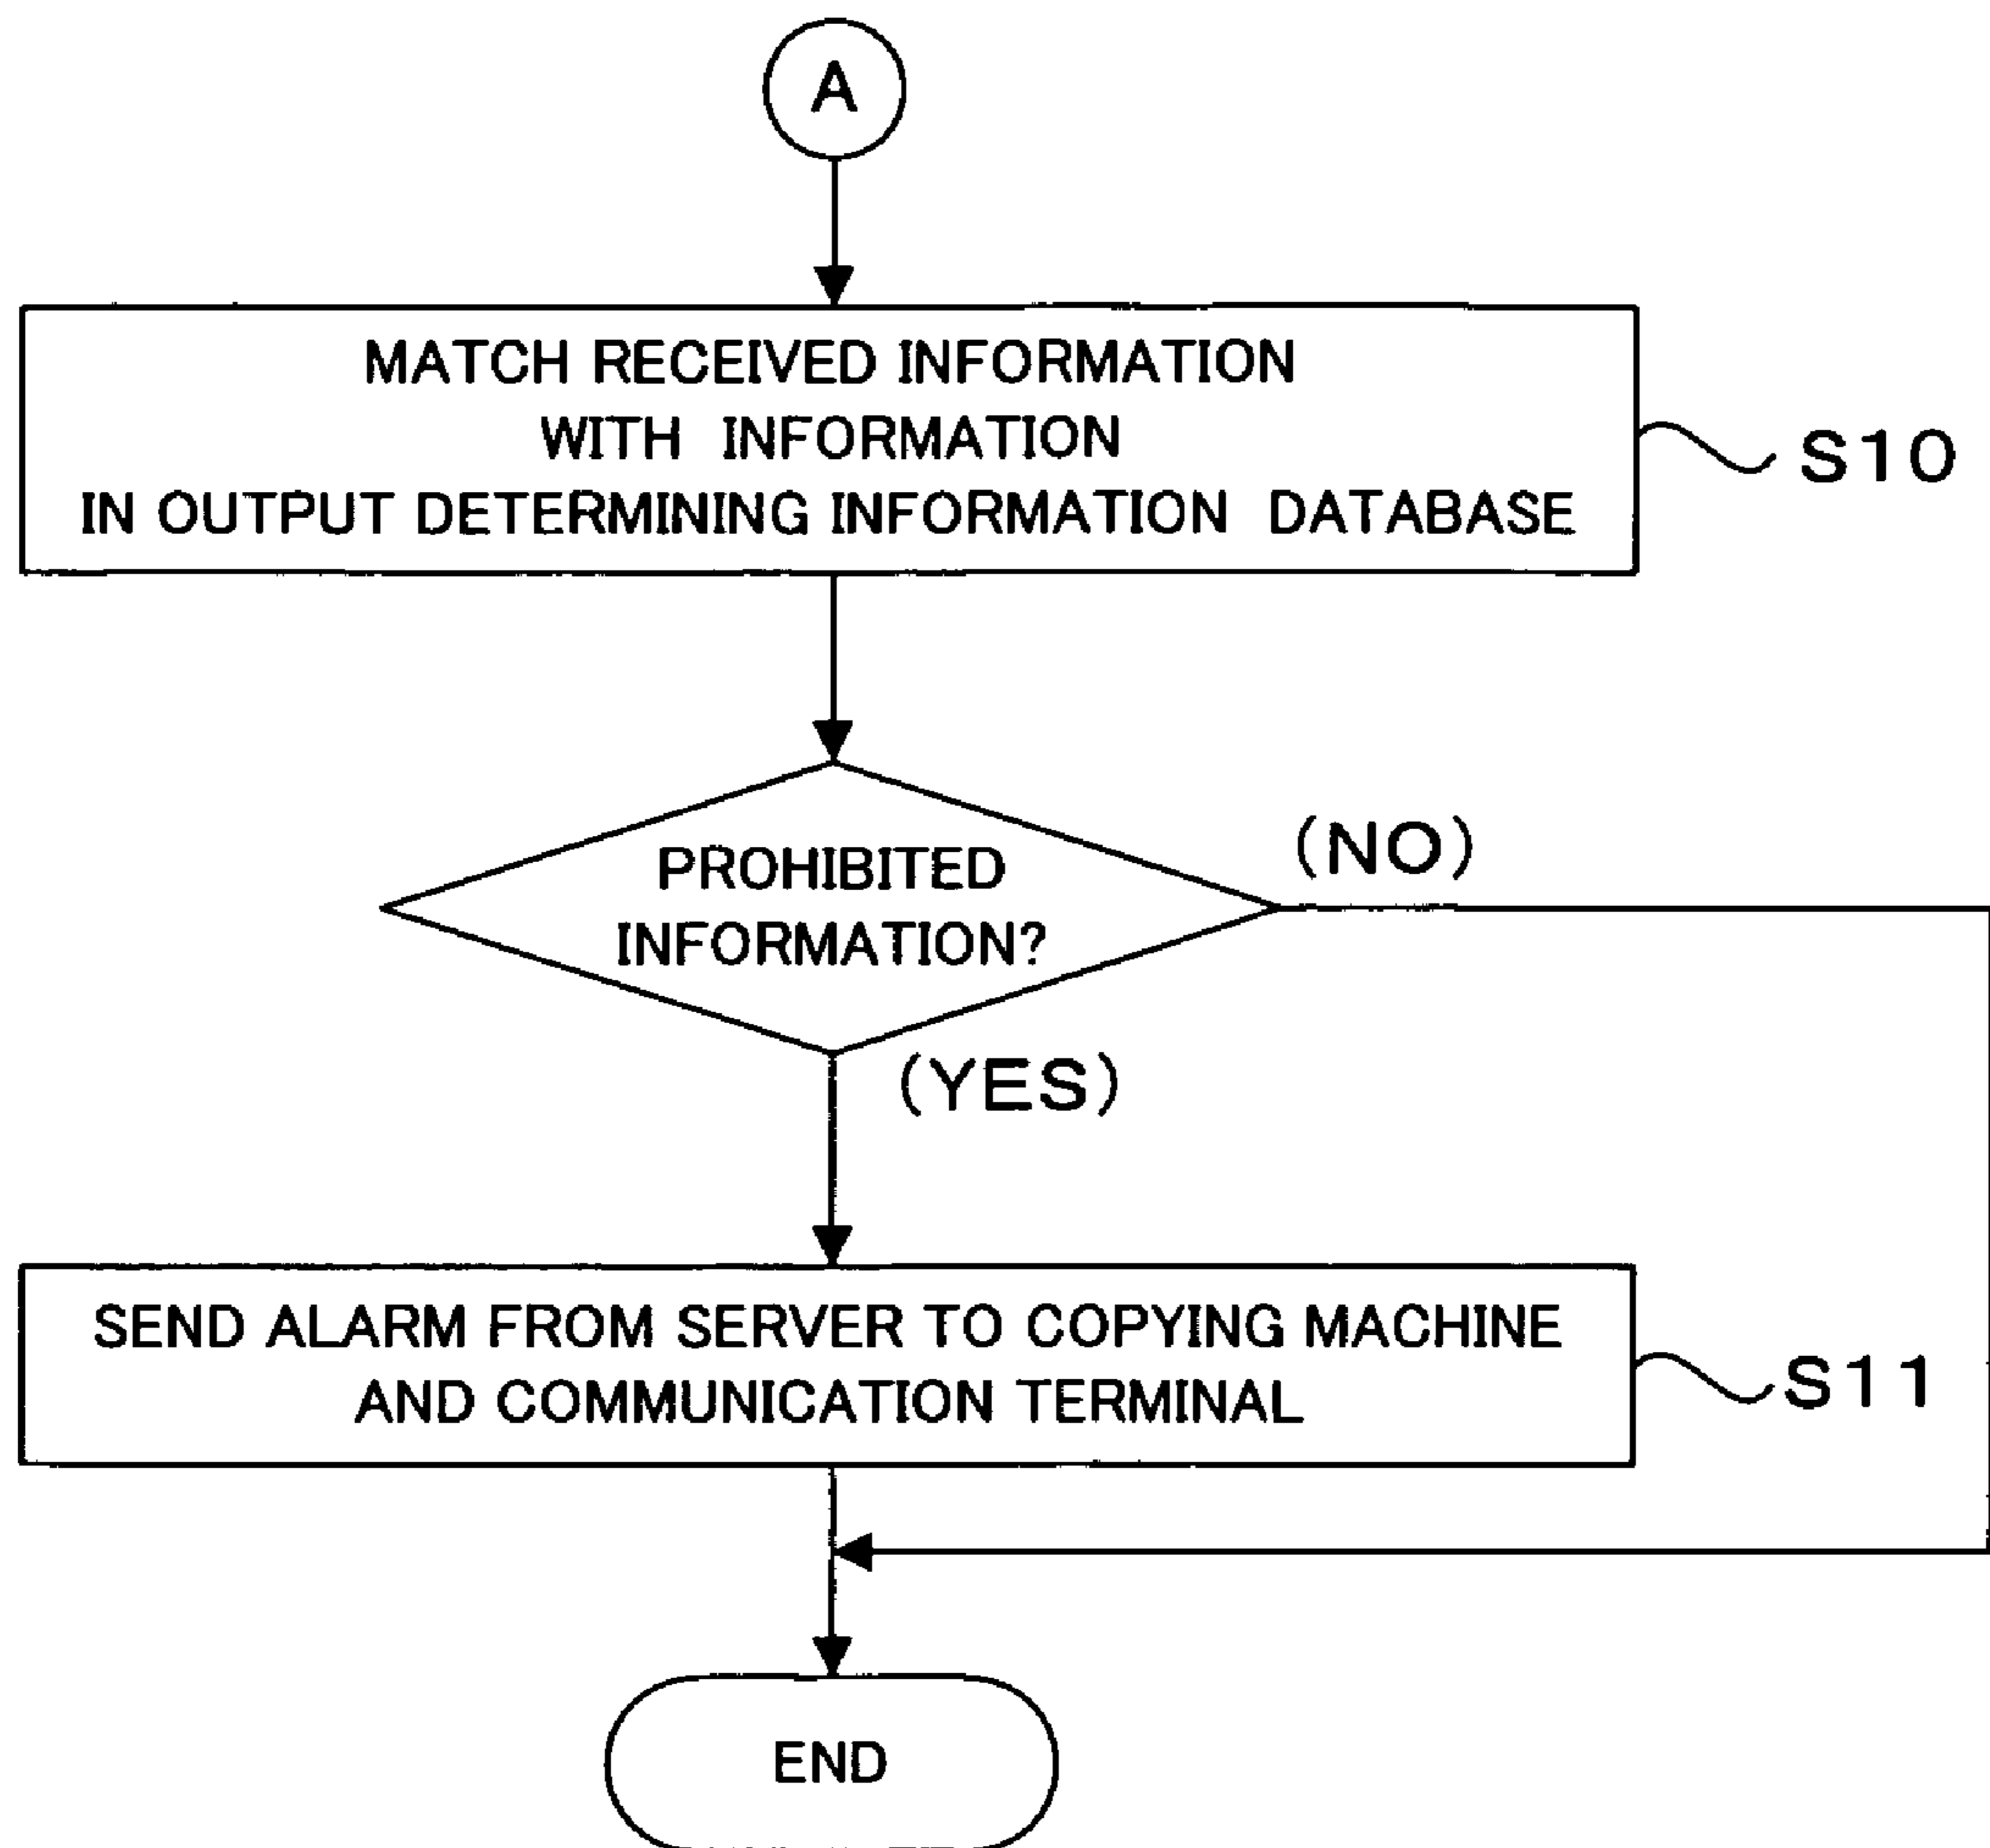 A
MATCH RECEIVED INFORMATION
WITH INFORMATION
IN OUTPUT DETERMINING INFORMATION DATABASE
S10
PROHIBITED
INFORMATION?
(NO)
(YES)
SEND ALARM FROM SERVER TO COPYING MACHINE
AND COMMUNICATION TERMINAL
S11
END